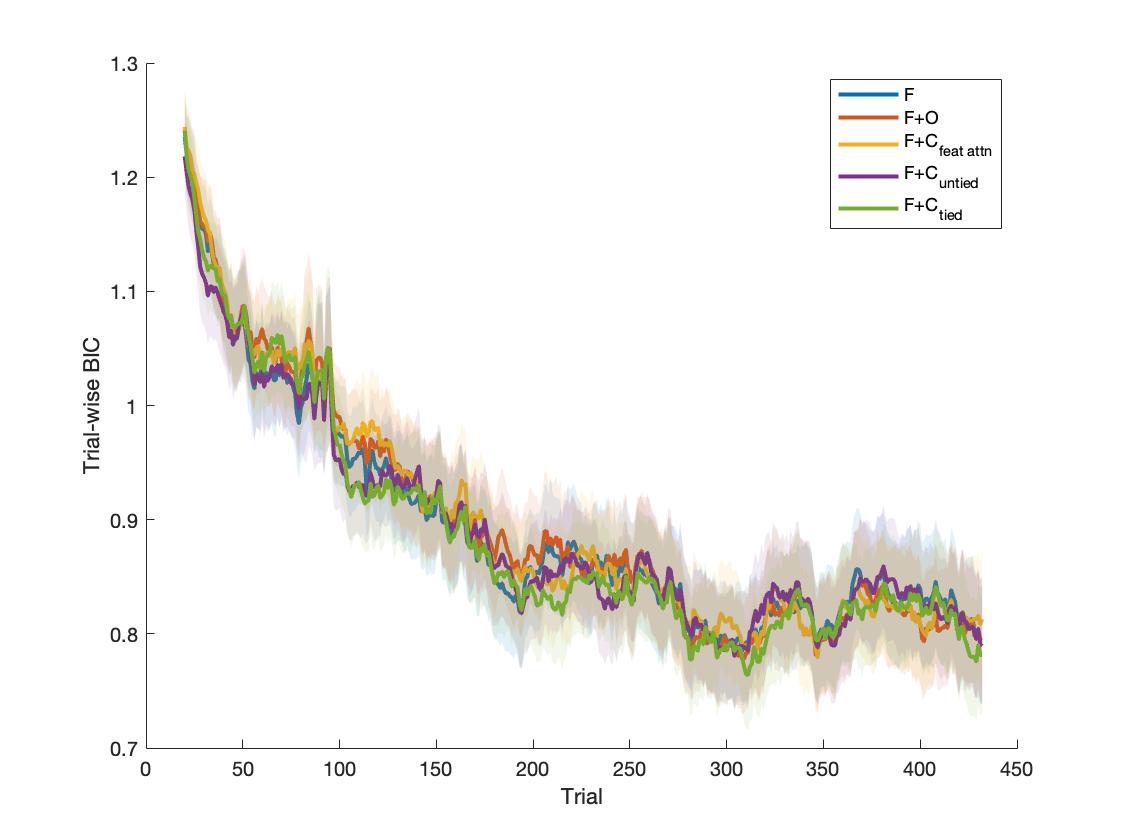 1.3
1.2
1.1
1
0.9
0.8
0.7
Trial-wise BIC
0 50 100 150 200 250 300 350 400 450
Trial
F
F+O
F+C feat attn
F+C untied
F+C tied